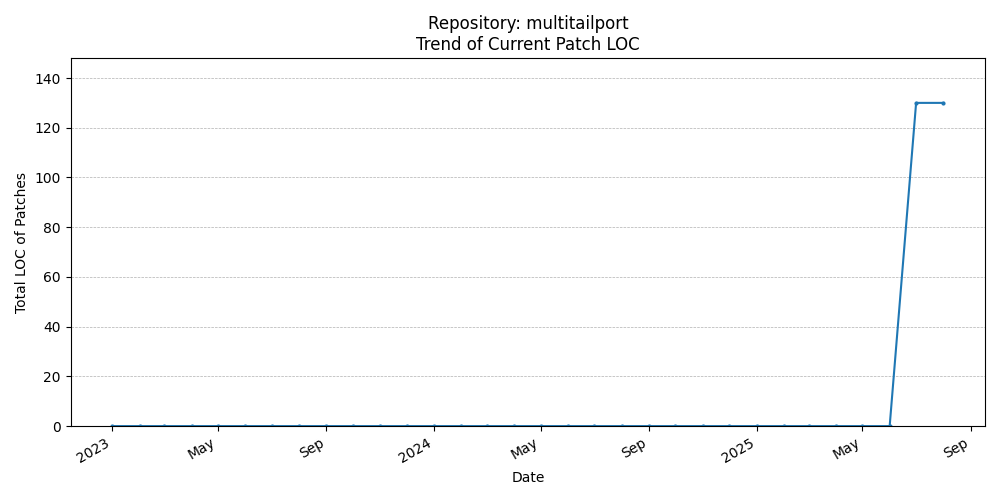 Repository: multitailport
Trend of Current Patch LOC
Total LOC of Patches
140
120
100
80
60
40
20
0
2023
May
Sep
2024
May
Sep
2025
May
Sep
Date